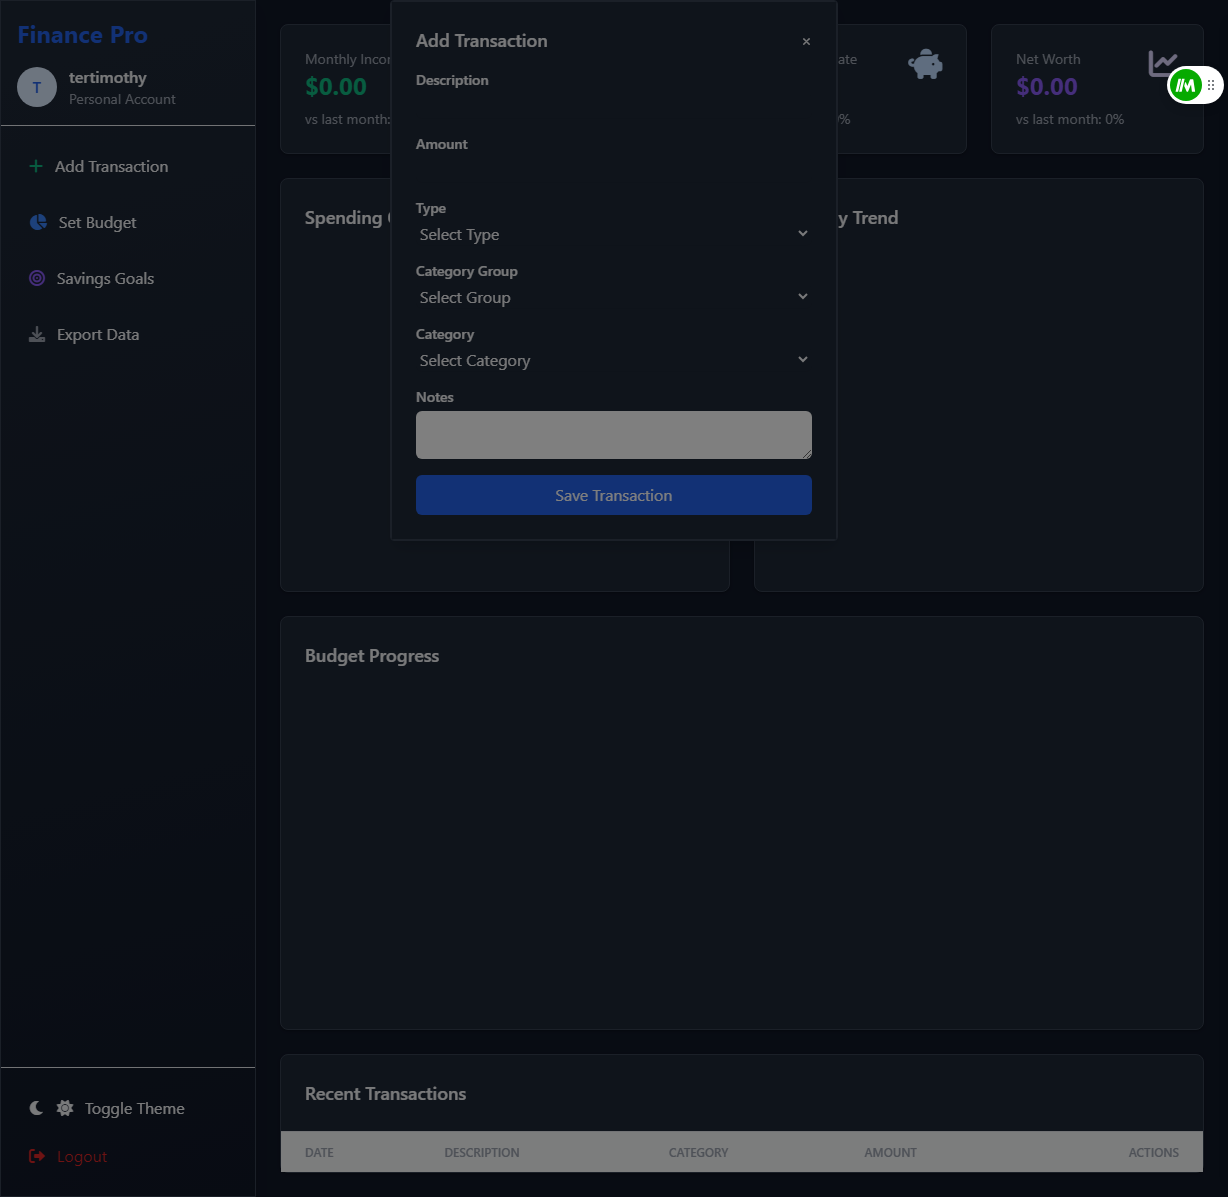 Finance Pro
T
tertimothy
Personal Account
Add Transaction
Set Budget
Savings Goals
Export Data
Toggle Theme
Logout
Monthly Incor
$0.00
vs last month:
ate
0%
Net Worth
$0.00
vs last month: 0%
Spending
y Trend
Add Transaction
×
Description
Amount
Type
Select Type
Category Group
Select Group
Category
Select Category
Notes
Save Transaction
Budget Progress
Recent Transactions
DATE DESCRIPTION CATEGORY AMOUNT ACTIONS